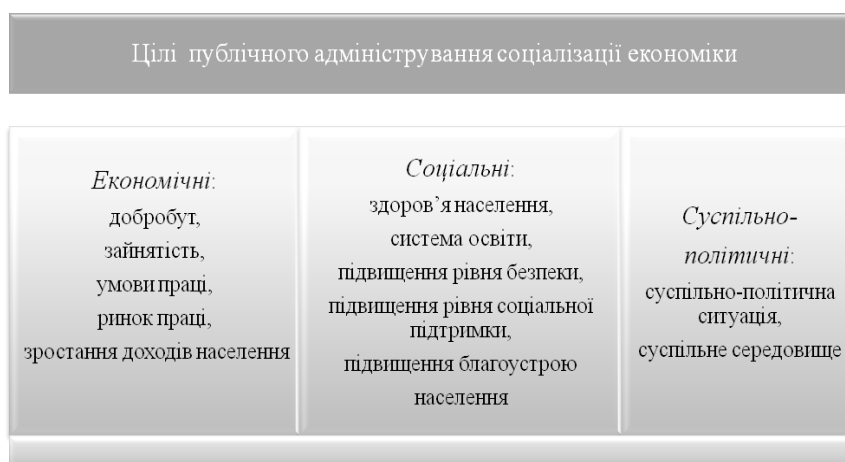 Цілі публічного адміністрування соціалізації економіки
Економічні:
добробут,
зайнятість,
умови праці,
ринок праці,
зростання доходів населення
Соціальні:
здоров’я населення,
система освіти,
підвищення рівня безпеки,
підвищення рівня соціальної
підтримки,
підвищення благоустрою
населення
Суспільно-
політичні:
суспільно-політична
ситуація,
суспільне середовище